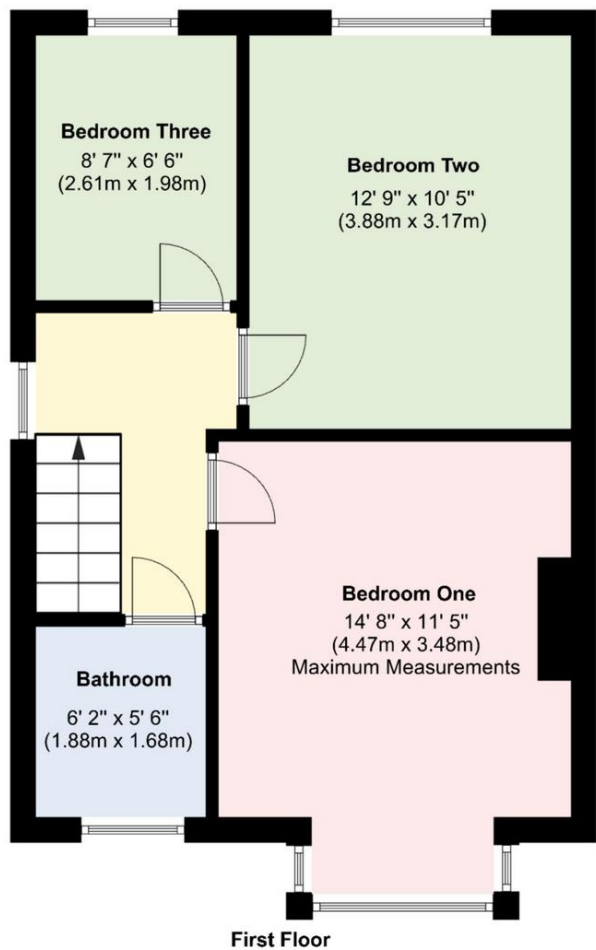 Bedroom Three
8' 7" x 6' 6"
(2.61m x 1.98m)
Bedroom Two
12' 9" x 10' 5"
(3.88m x 3.17m)
Bedroom One
14' 8" x 11' 5"
(4.47m x 3.48m)
Maximum Measurements
Bathroom
6' 2" x 5' 6"
(1.88m x 1.68m)
First Floor